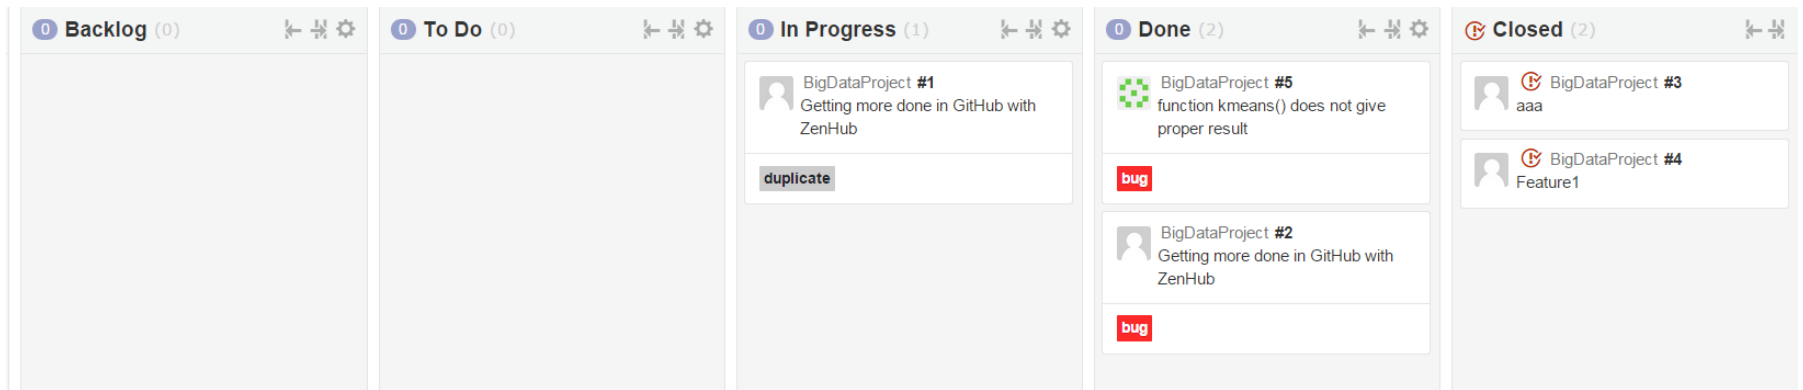 0 Backlog (0)
0 To Do (0)
0 In Progress (1)
BigDataProject #1
Getting more done in GitHub with
ZenHub
duplicate
0 Done (2)
BigDataProject #5
function kmeans() does not give
proper result
bug
BigDataProject #2
Getting more done in GitHub with
ZenHub
bug
Closed (2)
BigDataProject #3
aaa
BigDataProject #4
Feature1